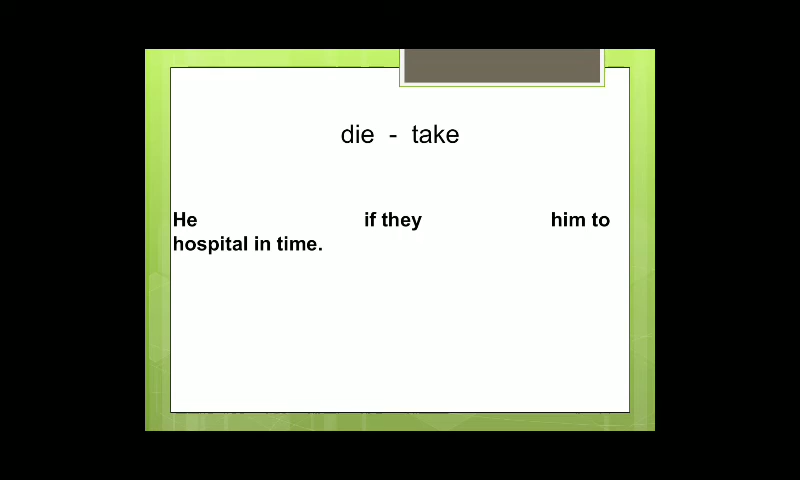 die - take
He if they him to
hospital in time.